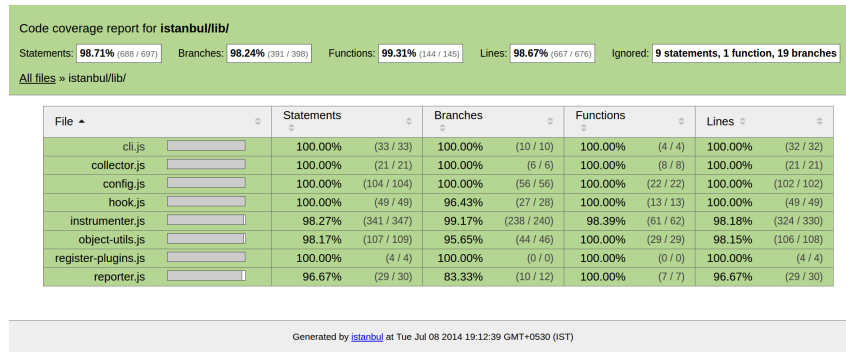 Code coverage report for istanbul/lib/
Statements: 98.71% (688 / 697) Branches: 98.24% (391 / 398) Functions: 99.31% (144 / 145) Lines: 98.67% (667 / 676) Ignored: 9 statements, 1 function, 19 branches
All files » istanbul/lib/
File Statements Branches Functions Lines
cli.js 100.00% (33 / 33) 100.00% (10 / 10) 100.00% (4 / 4) 100.00% (32 / 32)
collector.js 100.00% (21 / 21) 100.00% (6 / 6) 100.00% (8 / 8) 100.00% (21 / 21)
config.js 100.00% (104 / 104) 100.00% (56 / 56) 100.00% (22 / 22) 100.00% (102 / 102)
hook.js 100.00% (49 / 49) 96.43% (27 / 28) 100.00% (13 / 13) 100.00% (49 / 49)
instrumenter.js 98.27% (341 / 347) 99.17% (238 / 240) 98.39% (61 / 62) 98.18% (324 / 330)
object-utils.js 98.17% (107 / 109) 95.65% (44 / 46) 100.00% (29 / 29) 98.15% (106 / 108)
register-plugins.js 100.00% (4 / 4) 100.00% (0 / 0) 100.00% (0 / 0) 100.00% (4 / 4)
reporter.js 96.67% (29 / 30) 83.33% (10 / 12) 100.00% (7 / 7) 96.67% (29 / 30)
Generated by istanbul at Tue Jul 08 2014 19:12:39 GMT+0530 (IST)